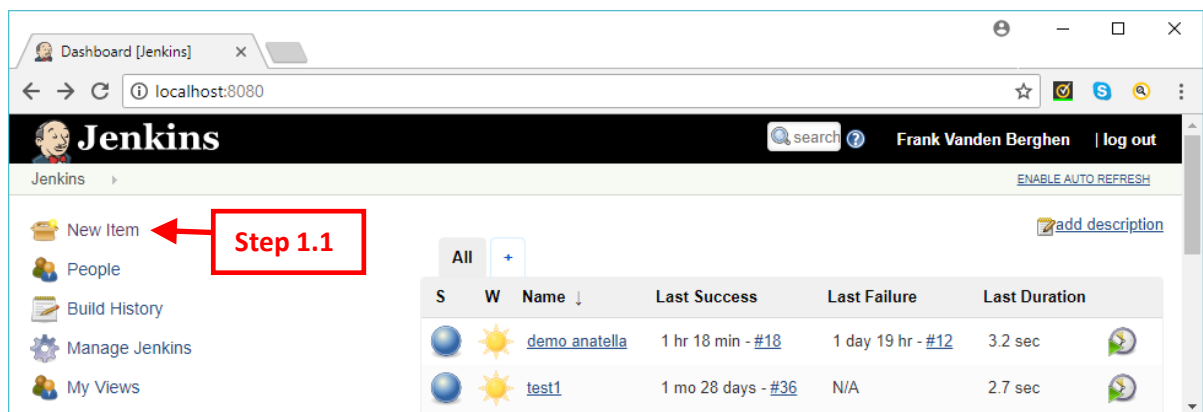 Dashboard [Jenkins]
localhost:8080
Jenkins
search
Frank Vanden Berghen | log out
Jenkins
ENABLE AUTO REFRESH
New Item
Step 1.1
add description
People
All +
Build History
S W Name ↓ Last Success Last Failure Last Duration
Manage Jenkins
demo anatella 1 hr 18 min - #18 1 day 19 hr - #12 3.2 sec
My Views
test1 1 mo 28 days - #36 N/A 2.7 sec